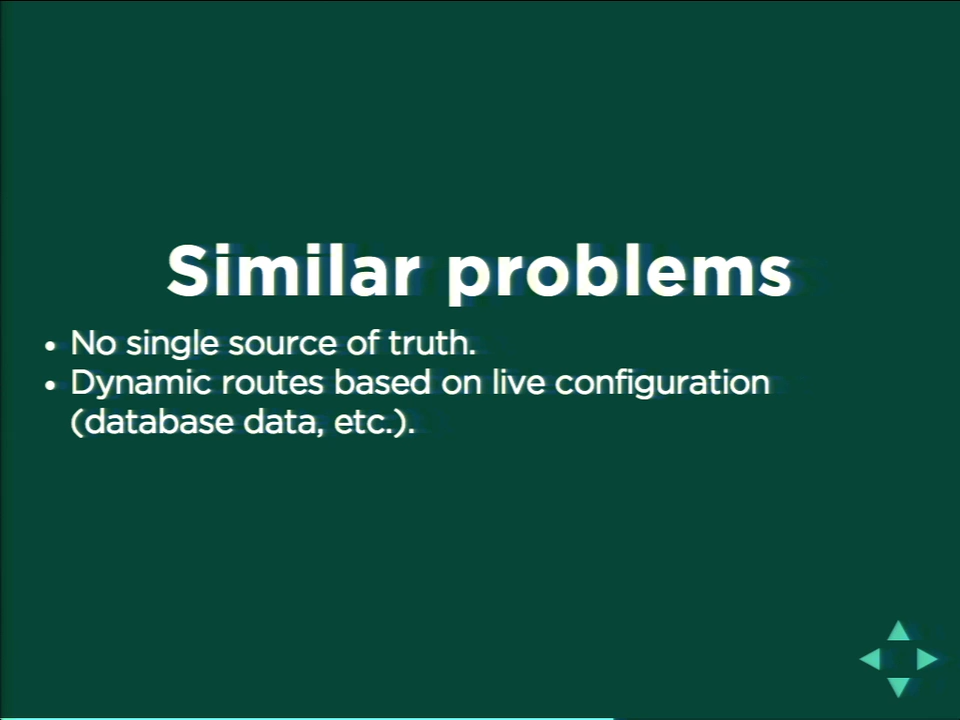 Similar problems
• No single source of truth.
• Dynamic routes based on live configuration
(database data, etc.).